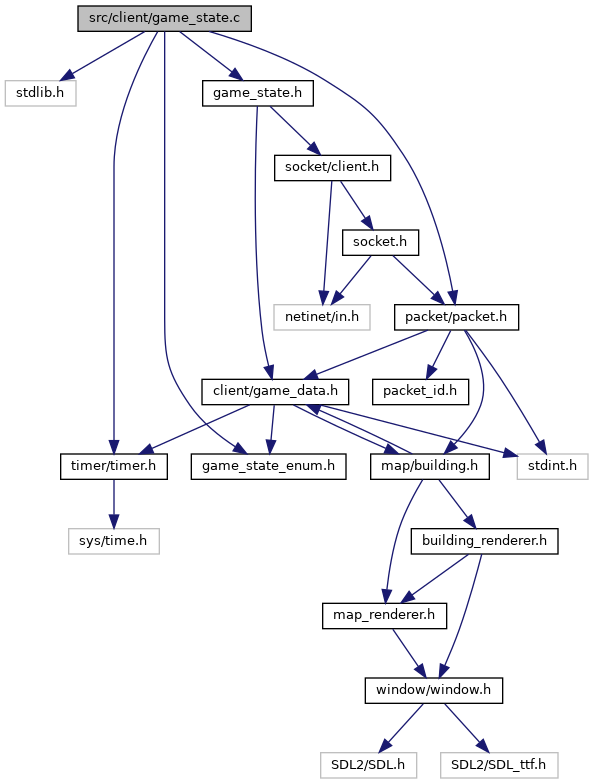 src/client/game_state.c
stdlib.h
game_state.h
socket/client.h
socket.h
netinet/in.h
packet/packet.h
client/game_data.h
packet_id.h
timer/timer.h
game_state_enum.h
map/building.h
stdint.h
sys/time.h
building_renderer.h
map_renderer.h
window/window.h
SDL2/SDL.h
SDL2/SDL_ttf.h